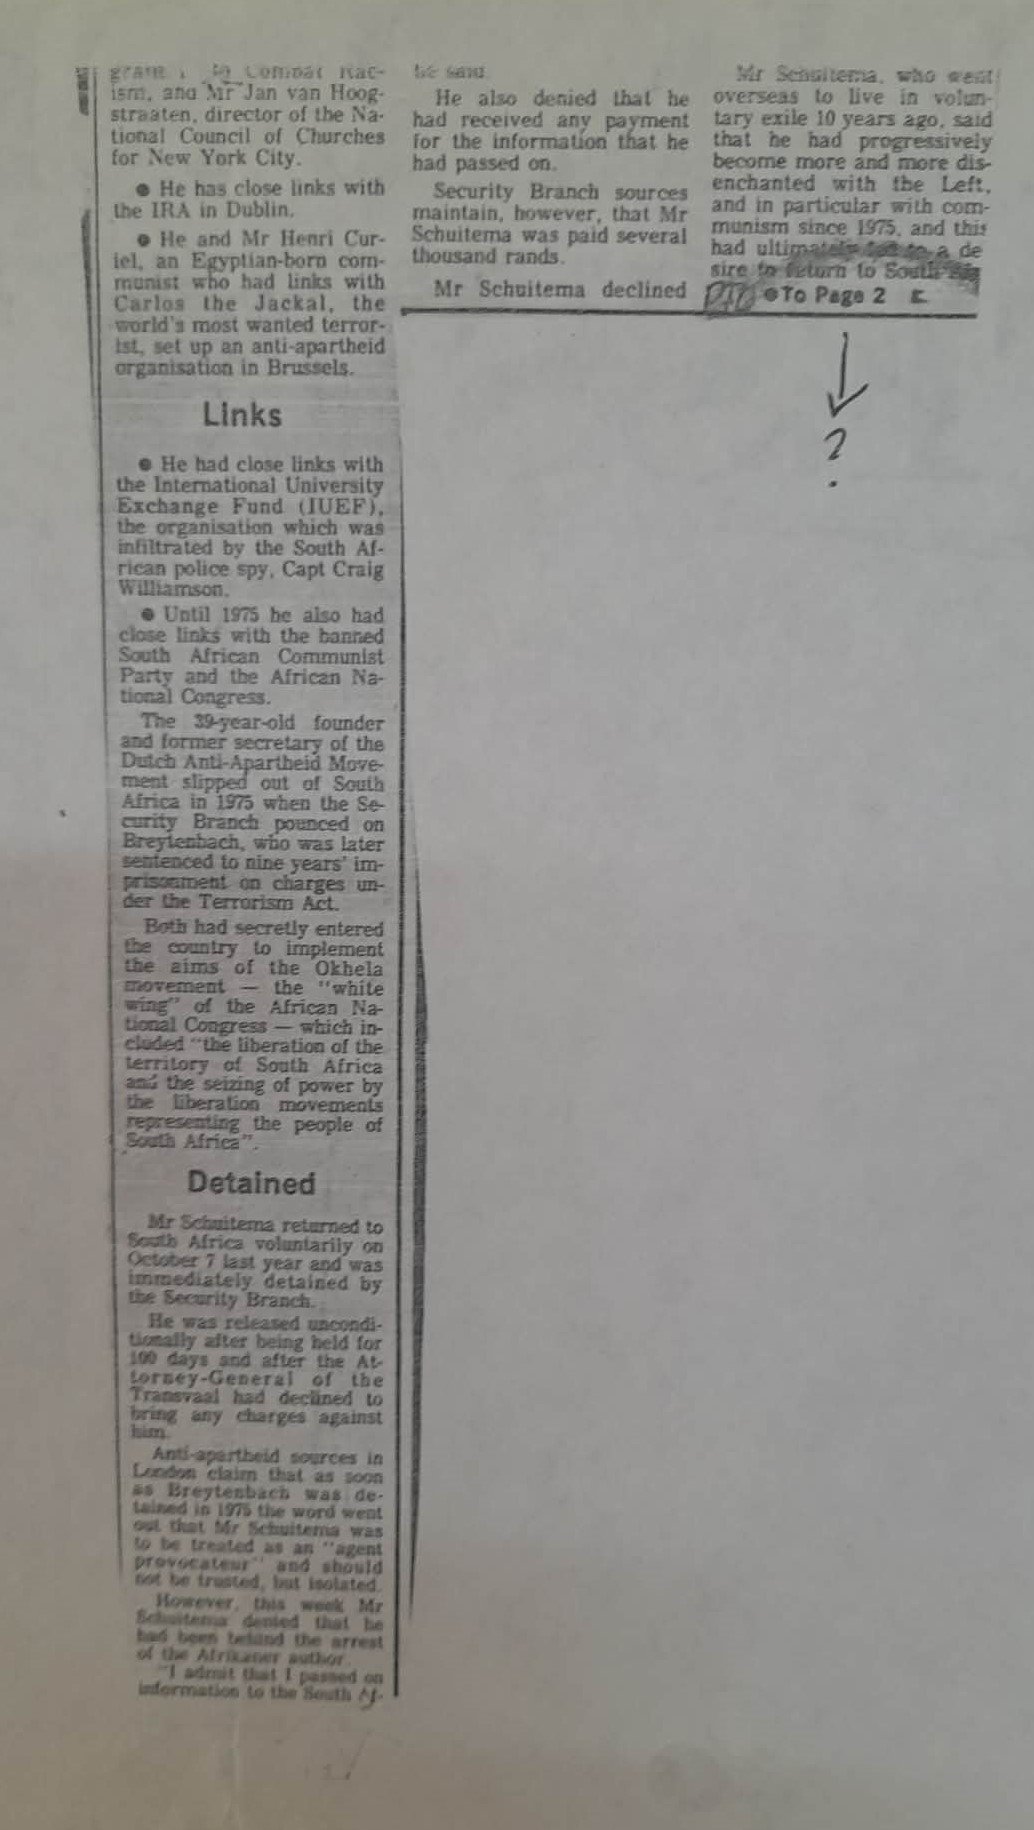 ism, and Mr Jan van Hoog-
straaten, director of the Na-
tional Council of Churches
for New York City.
● He has close links with
the IRA in Dublin.
● He and Mr Henri Cur-
iel, an Egyptian-born com-
munist who had links with
Carlos the Jackal, the
world's most wanted terror-
ist, set up an anti-apartheid
organisation in Brussels.
Links
● He had close links with
the International University
Exchange Fund (IUEF),
the organisation which was
infiltrated by the South Af-
rican police spy, Capt Craig
Williamson.
● Until 1975 he also had
close links with the banned
South African Communist
Party and the African Na-
tional Congress.
The 39-year-old founder
and former secretary of the
Dutch Anti-Apartheid Move-
ment slipped out of South
Africa in 1975 when the Se-
curity Branch pounced on
Breytenbach, who was later
sentenced to nine years' im-
prisonment on charges un-
der the Terrorism Act.
Both had secretly entered
the country to implement
the aims of the Okhela
movement — the "white
wing" of the African Na-
tional Congress — which in-
cluded "the liberation of the
territory of South Africa
and the seizing of power by
the liberation movements
representing the people of
South Africa".
Detained
Mr Schuitema returned to
South Africa voluntarily on
October 7 last year and was
immediately detained by
the Security Branch.
He was released uncondi-
tionally after being held for
100 days and after the At-
torney-General of the
Transvaal had declined to
bring any charges against
him.
Anti-apartheid sources in
London claim that as soon
as Breytenbach was de-
tained in 1975 the word went
out that Mr Schuitema was
to be treated as an "agent
provocateur" and should
not be trusted, but isolated.
However, this week Mr
Schuitema denied that he
had been behind the arrest
of the Afrikaner author.
"I admit that I passed on
information to the South Af-
he said.
He also denied that he
had received any payment
for the information that he
had passed on.
Security Branch sources
maintain, however, that Mr
Schuitema was paid several
thousand rands.
Mr Schuitema declined
Mr Schuitema, who went
overseas to live in volun-
tary exile 10 years ago, said
that he had progressively
become more and more dis-
enchanted with the Left,
and in particular with com-
munism since 1975, and this
had ultimately led to a de
sire to return to South
PTO ●To Page 2
?